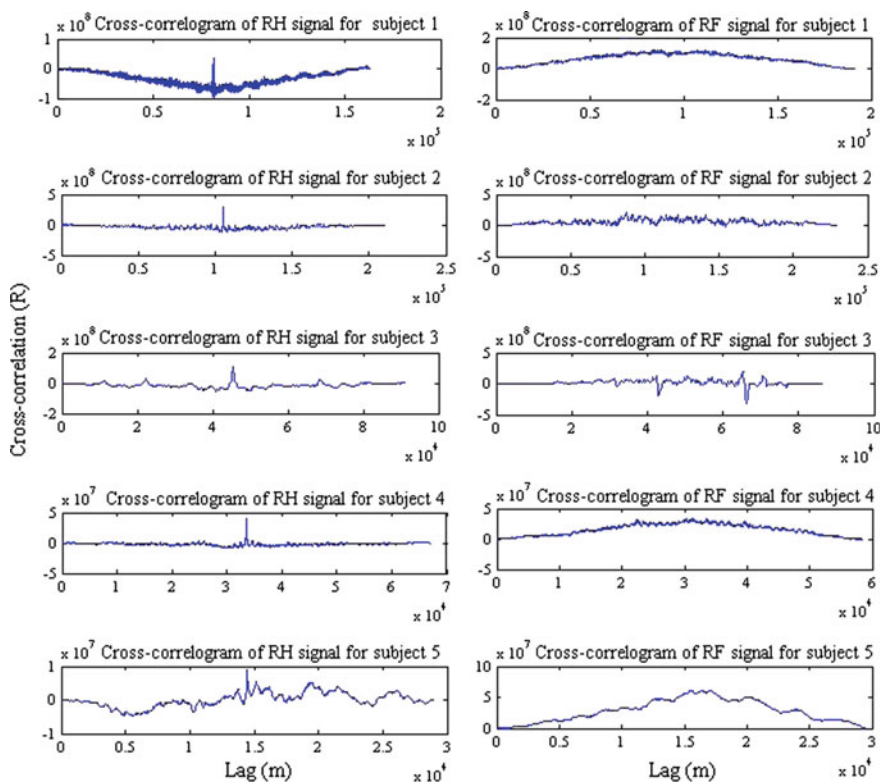 x 10^8 Cross-correlogram of RH signal for subject 1
1
0
-1
0 0.5 1 1.5 2
x 10^5
x 10^8 Cross-correlogram of RF signal for subject 1
2
0
-2
0 0.5 1 1.5 2
x 10^5
x 10^8 Cross-correlogram of RH signal for subject 2
5
0
-5
0 0.5 1 1.5 2 2.5
x 10^5
x 10^8 Cross-correlogram of RF signal for subject 2
5
0
-5
0 0.5 1 1.5 2 2.5
x 10^5
Cross-correlation (R)
x 10^8 Cross-correlogram of RH signal for subject 3
2
0
-2
0 2 4 6 8 10
x 10^4
x 10^8 Cross-correlogram of RF signal for subject 3
5
0
-5
0 2 4 6 8 10
x 10^4
x 10^7 Cross-correlogram of RH signal for subject 4
5
0
-5
0 1 2 3 4 5 6 7
x 10^4
x 10^7 Cross-correlogram of RF signal for subject 4
5
0
-5
0 1 2 3 4 5 6
x 10^4
x 10^7 Cross-correlogram of RH signal for subject 5
1
0
-1
0 0.5 1 1.5 2 2.5 3
Lag (m)
x 10^4
x 10^7 Cross-correlogram of RF signal for subject 5
10
5
0
0 0.5 1 1.5 2 2.5 3
Lag (m)
x 10^4